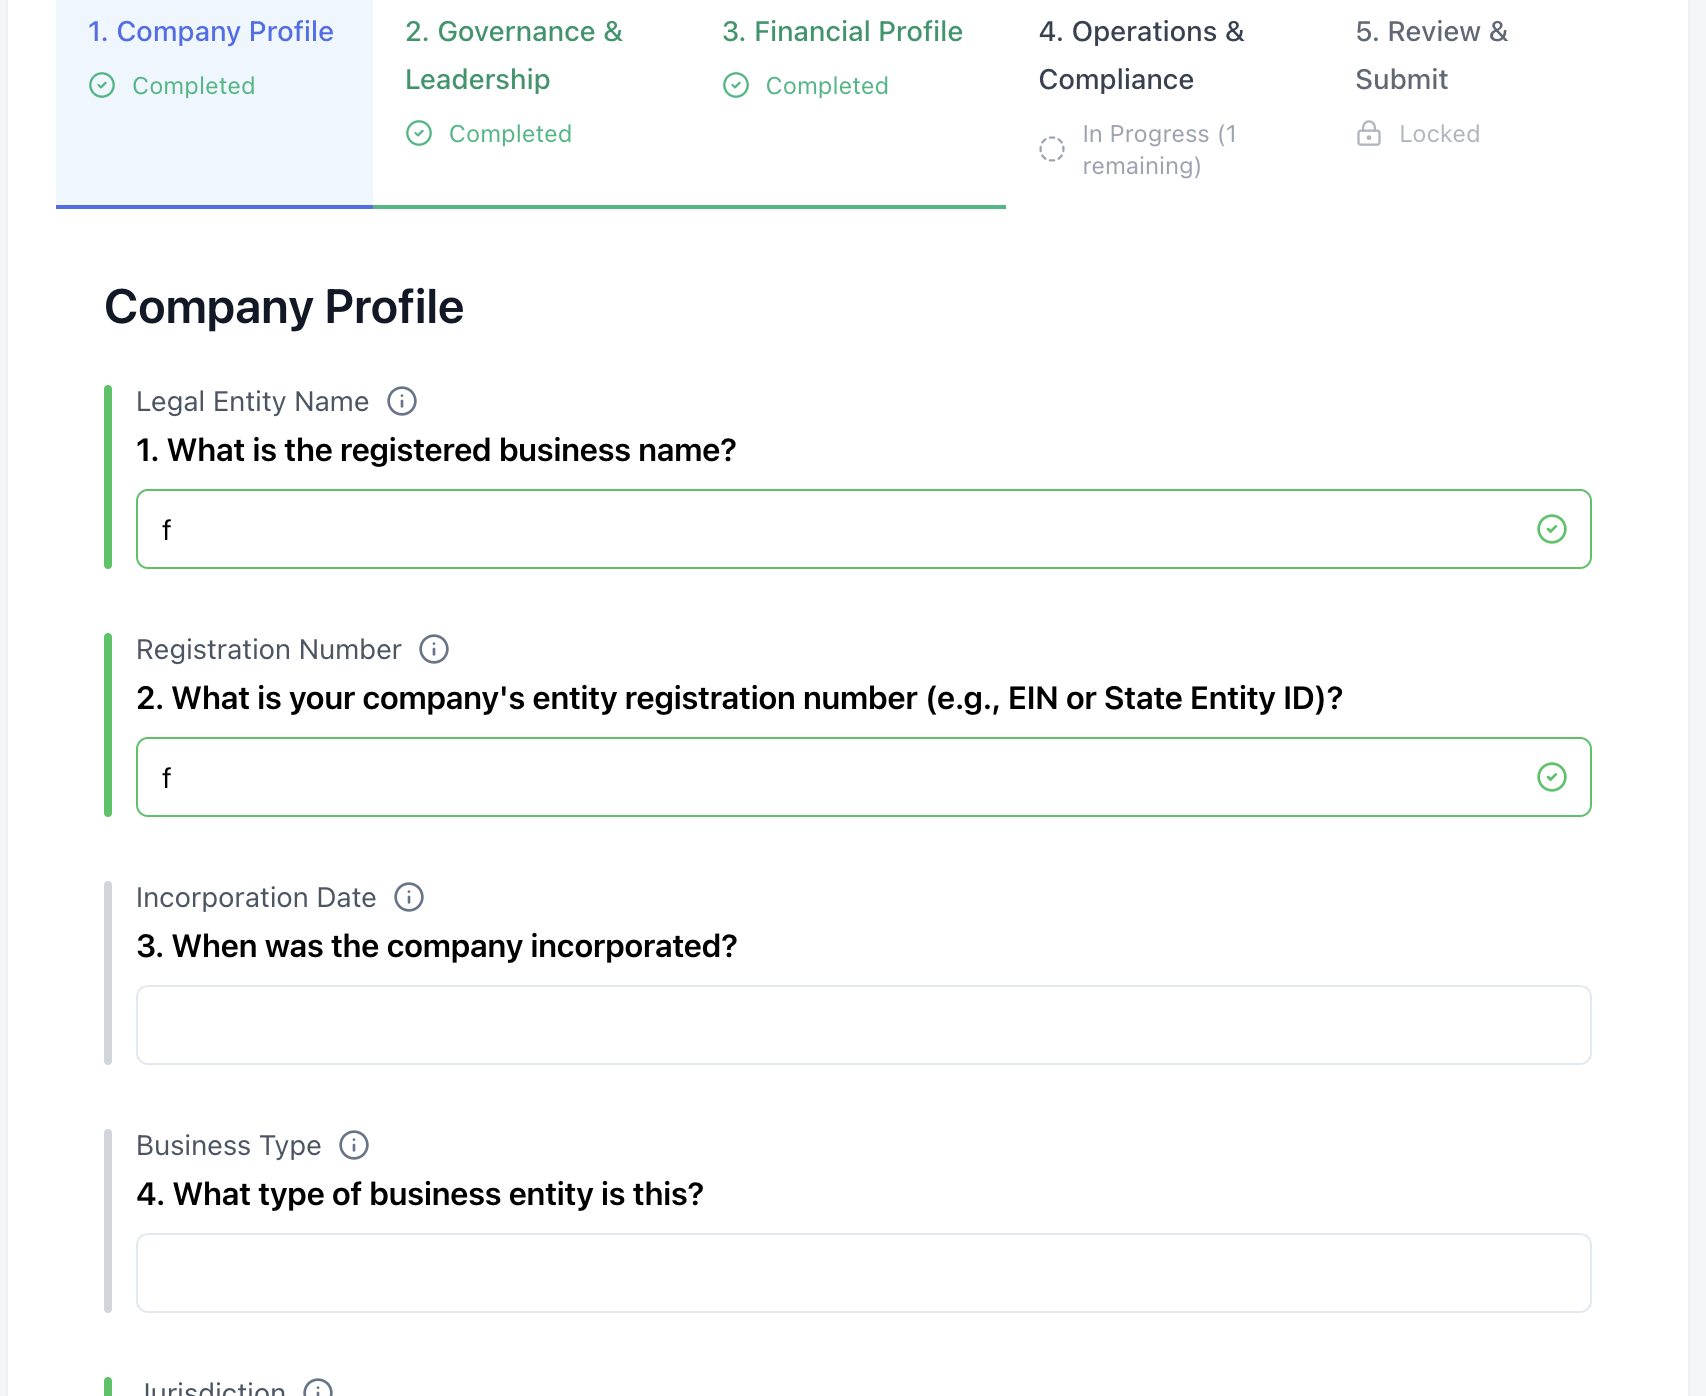 1. Company Profile
Completed
2. Governance &
Leadership
Completed
3. Financial Profile
Completed
4. Operations &
Compliance
In Progress (1
remaining)
5. Review &
Submit
Locked
Company Profile
Legal Entity Name
1. What is the registered business name?
f
Registration Number
2. What is your company's entity registration number (e.g., EIN or State Entity ID)?
f
Incorporation Date
3. When was the company incorporated?
Business Type
4. What type of business entity is this?
Jurisdiction